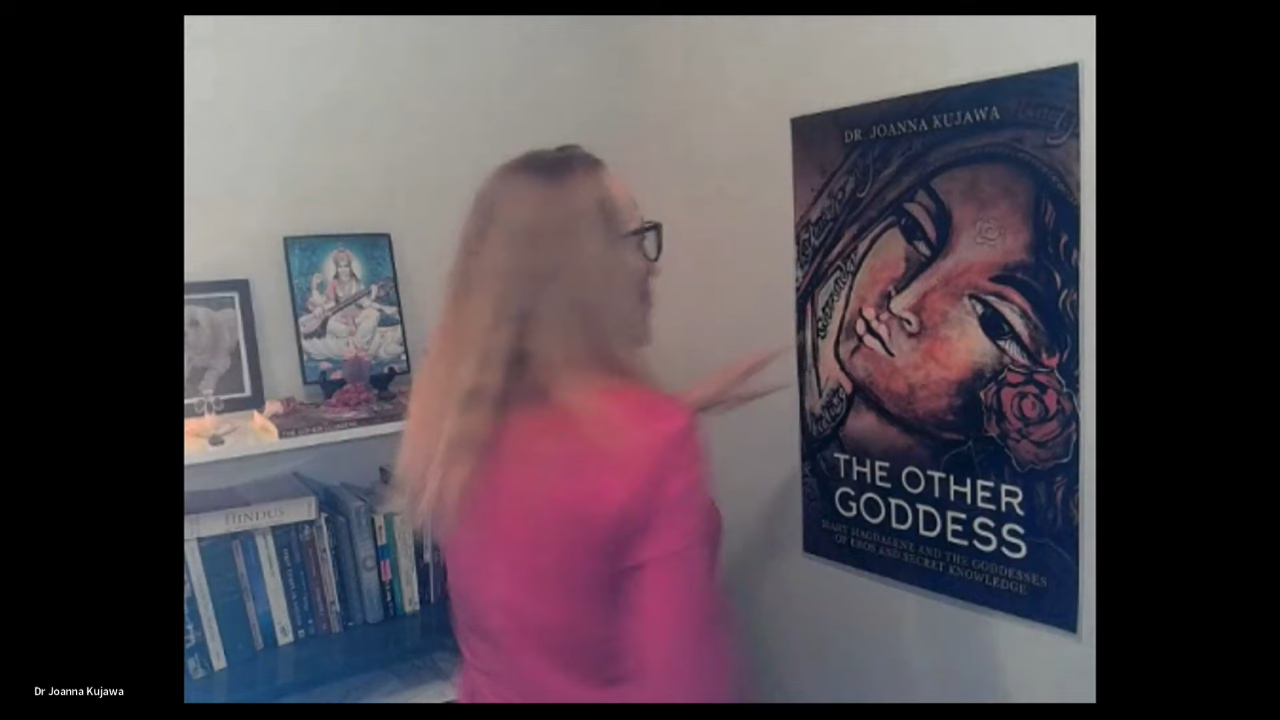 DR. JOANNA KUJAWA
THE OTHER
GODDESS
MARY MAGDALENE AND THE GODDESSES
OF EROS AND SECRET KNOWLEDGE
HINDUS
Dr Joanna Kujawa